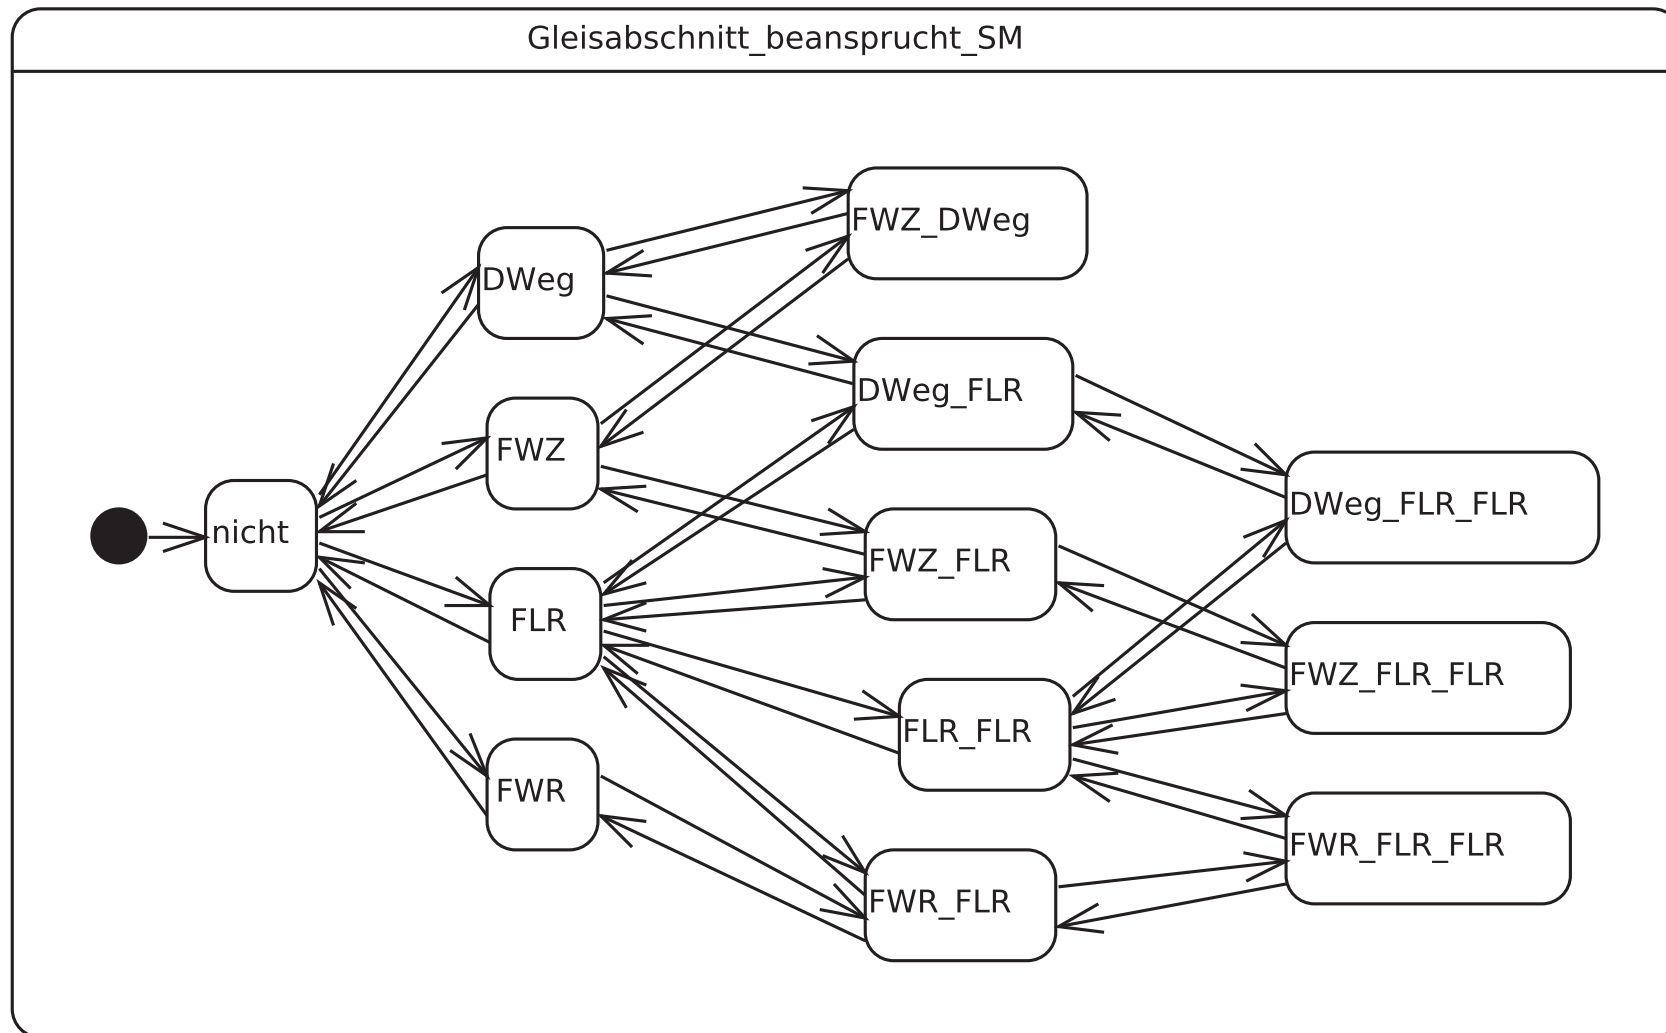 Gleisabschnitt_beansprucht_SM
nicht
DWeg
FWZ
FLR
FWR
FWZ_DWeg
DWeg_FLR
FWZ_FLR
FLR_FLR
FWR_FLR
DWeg_FLR_FLR
FWZ_FLR_FLR
FWR_FLR_FLR